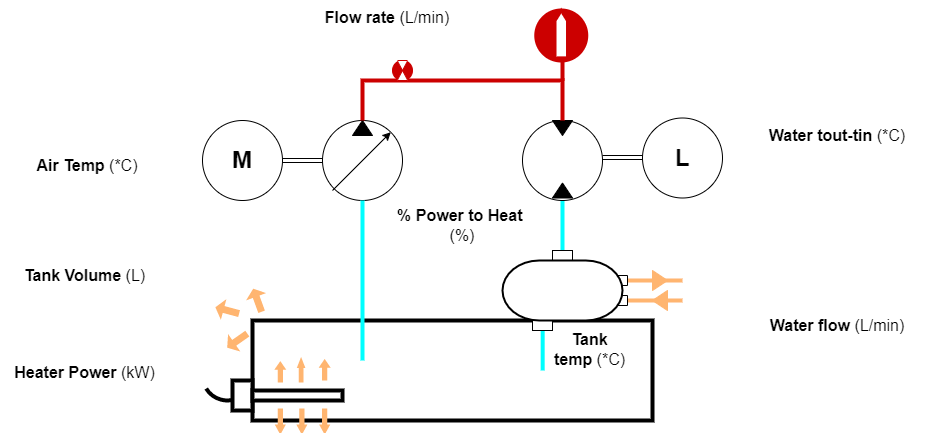 Flow rate (L/min)
M
L
Water tout-tin (*C)
Air Temp (*C)
% Power to Heat
(%)
Tank Volume (L)
Water flow (L/min)
Tank
temp (*C)
Heater Power (kW)